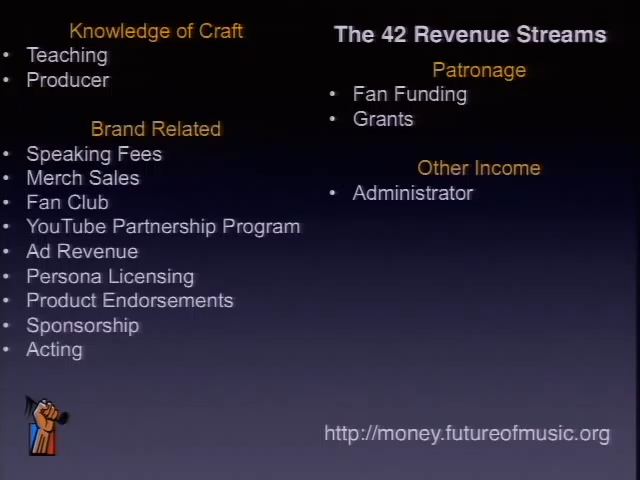 The 42 Revenue Streams
Knowledge of Craft
• Teaching
• Producer
Brand Related
• Speaking Fees
• Merch Sales
• Fan Club
• YouTube Partnership Program
• Ad Revenue
• Persona Licensing
• Product Endorsements
• Sponsorship
• Acting
Patronage
• Fan Funding
• Grants
Other Income
• Administrator
http://money.futureofmusic.org